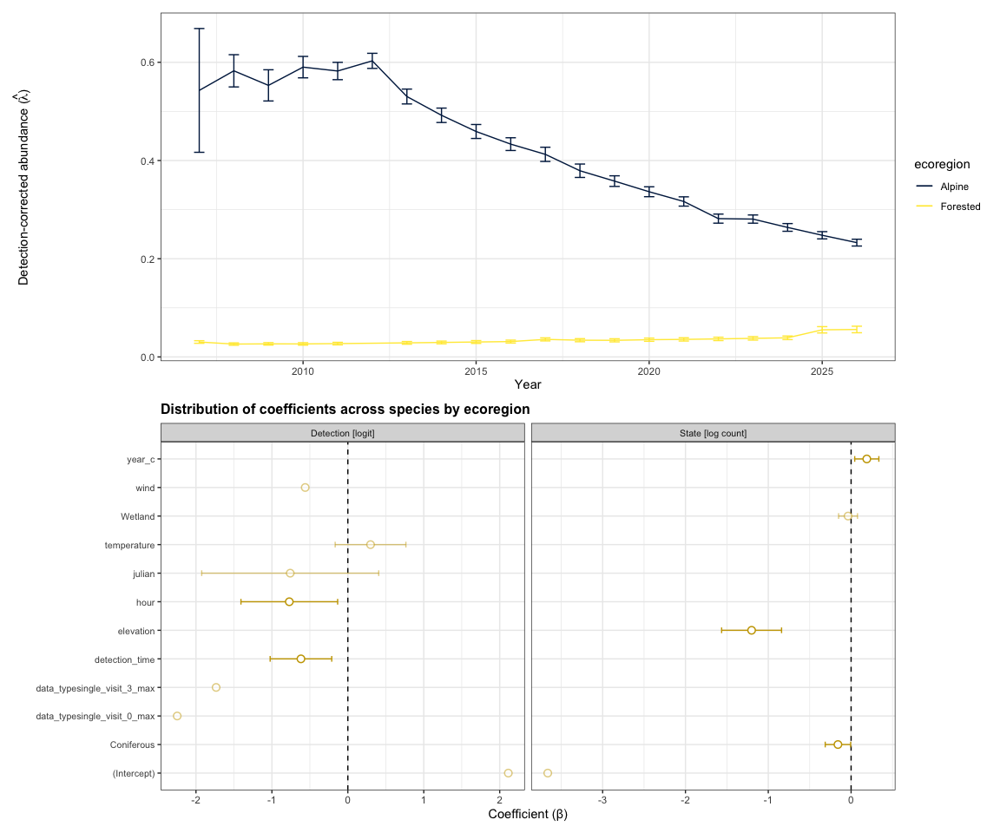 0.6
0.4
0.2
0.0
Detection-corrected abundance (λ̂)
2010
2015
2020
2025
Year
ecoregion
Alpine
Forested
Distribution of coefficients across species by ecoregion
Detection [logit]
State [log count]
year_c
wind
Wetland
temperature
julian
hour
elevation
detection_time
data_typesingle_visit_3_max
data_typesingle_visit_0_max
Coniferous
(Intercept)
-2
-1
0
1
2
-3
-2
-1
0
Coefficient (β)